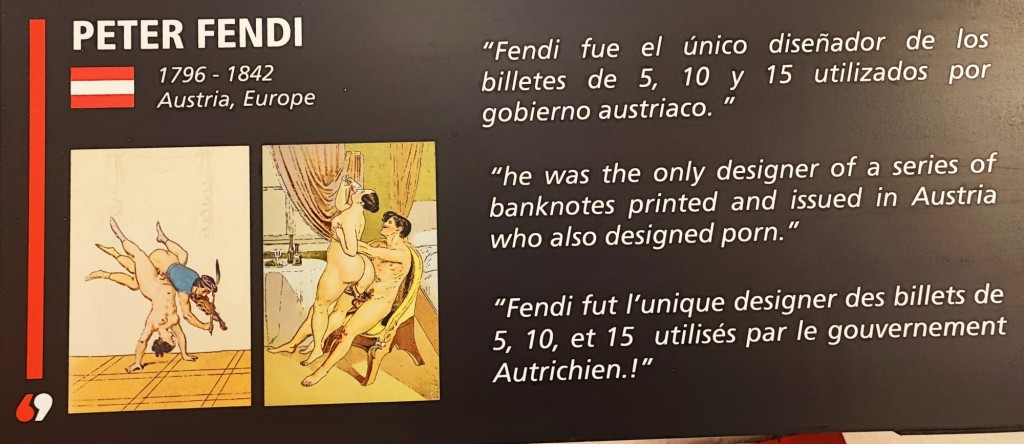 PETER FENDI
1796 - 1842
Austria, Europe
"Fendi fue el único diseñador de los
billetes de 5, 10 y 15 utilizados por
gobierno austriaco. "
"he was the only designer of a series of
banknotes printed and issued in Austria
who also designed porn."
"Fendi fut l'unique designer des billets de
5, 10, et 15 utilisés par le gouvernement
Autrichien.!"
69